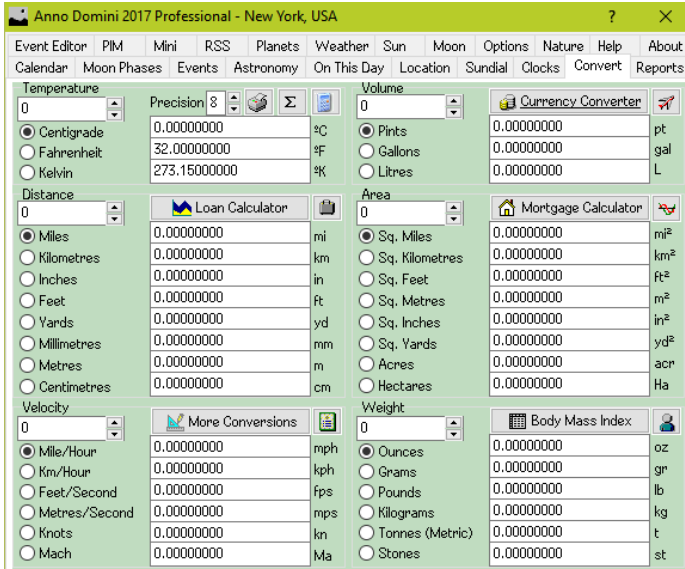 Anno Domini 2017 Professional - New York, USA ?
Event Editor PIM Mini RSS Planets Weather Sun Moon Options Nature Help About
Calendar Moon Phases Events Astronomy On This Day Location Sundial Clocks Convert Reports
Temperature
0 Precision 8 Σ
Centigrade 0.00000000 ºC
Fahrenheit 32.00000000 ºF
Kelvin 273.15000000 ºK
Volume
0 Currency Converter
Pints 0.00000000 pt
Gallons 0.00000000 gal
Litres 0.00000000 L
Distance
0 Loan Calculator
Miles 0.00000000 mi
Kilometres 0.00000000 km
Inches 0.00000000 in
Feet 0.00000000 ft
Yards 0.00000000 yd
Millimetres 0.00000000 mm
Metres 0.00000000 m
Centimetres 0.00000000 cm
Area
0 Mortgage Calculator
Sq. Miles 0.00000000 mi²
Sq. Kilometres 0.00000000 km²
Sq. Feet 0.00000000 ft²
Sq. Metres 0.00000000 m²
Sq. Inches 0.00000000 in²
Sq. Yards 0.00000000 yd²
Acres 0.00000000 acr
Hectares 0.00000000 Ha
Velocity
0 More Conversions
Mile/Hour 0.00000000 mph
Km/Hour 0.00000000 kph
Feet/Second 0.00000000 fps
Metres/Second 0.00000000 mps
Knots 0.00000000 kn
Mach 0.00000000 Ma
Weight
0 Body Mass Index
Ounces 0.00000000 oz
Grams 0.00000000 gr
Pounds 0.00000000 lb
Kilograms 0.00000000 kg
Tonnes (Metric) 0.00000000 t
Stones 0.00000000 st